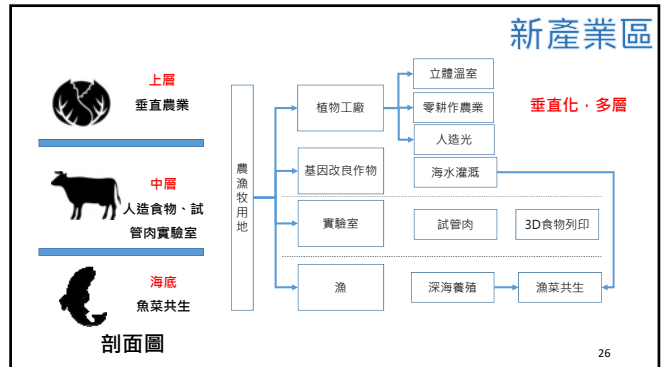 新產業區
上層
垂直農業
中層
人造食物、試
管肉實驗室
海底
魚菜共生
剖面圖
農漁牧用地
植物工廠
基因改良作物
實驗室
漁
立體溫室
零耕作農業
人造光
海水灌溉
試管肉
3D食物列印
深海養殖
漁菜共生
垂直化，多層
26